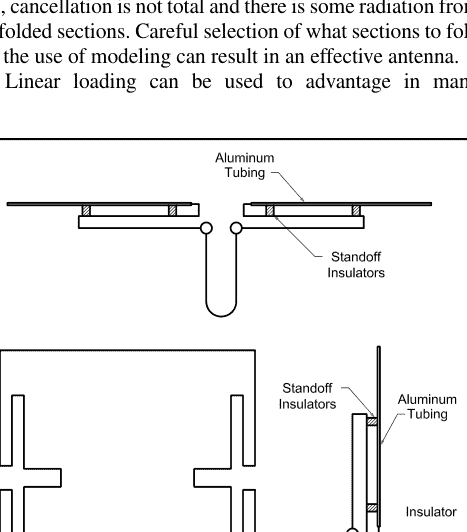 , cancellation is not total and there is some radiation from
folded sections. Careful selection of what sections to fol
the use of modeling can result in an effective antenna.
Linear loading can be used to advantage in man
Aluminum
Tubing
Standoff
Insulators
Standoff
Insulators
Aluminum
Tubing
Insulator